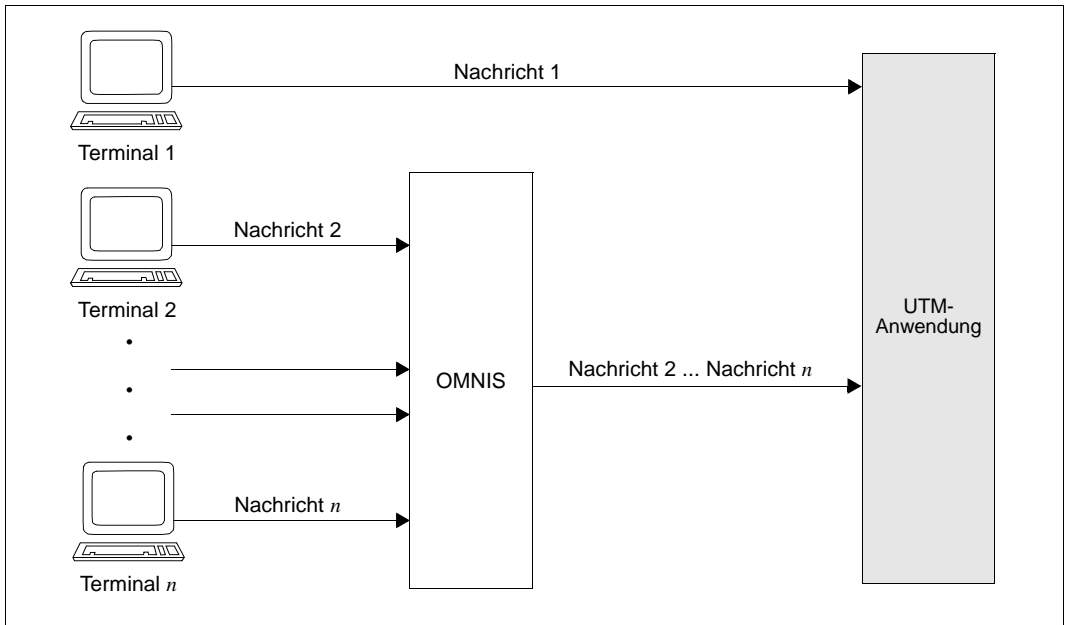 Nachricht 1
Terminal 1
Nachricht 2
Terminal 2
OMNIS
Nachricht 2 ... Nachricht n
UTM-
Anwendung
Nachricht n
Terminal n